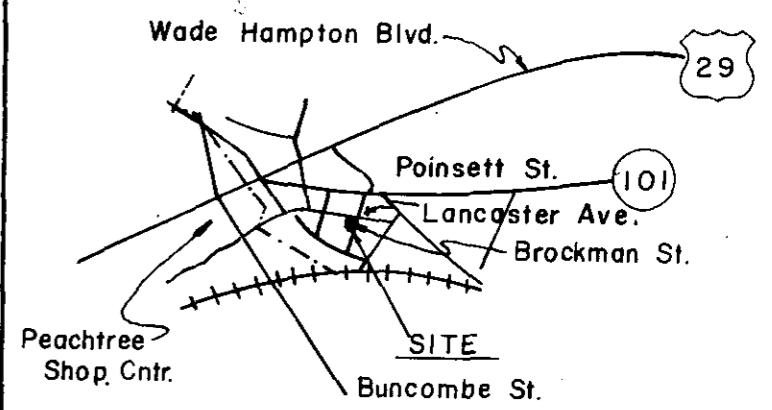 Wade Hampton Blvd.
29
Poinsett St.
101
Lancaster Ave.
Brockman St.
Peachtree
Shop. Cntr.
SITE
Buncombe St.